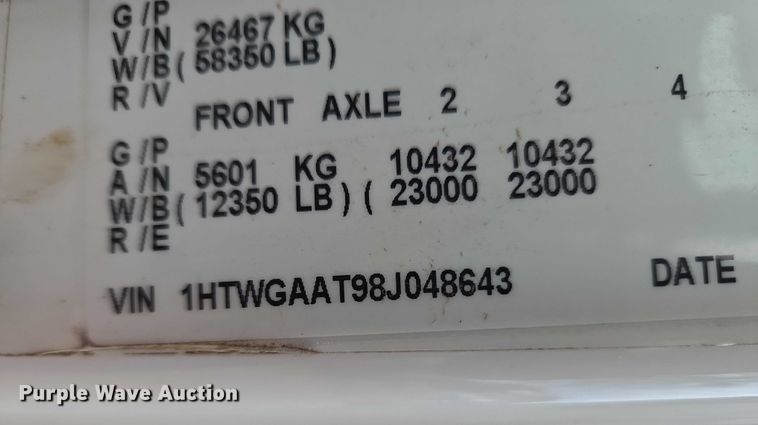 G/P
V/N 26467 KG
W/B ( 58350 LB )
R/V
FRONT AXLE 2 3 4
G/P
A/N 5601 KG 10432 10432
W/B ( 12350 LB ) ( 23000 23000
R/E
VIN 1HTWGAAT98J048643 DATE
Purple Wave Auction